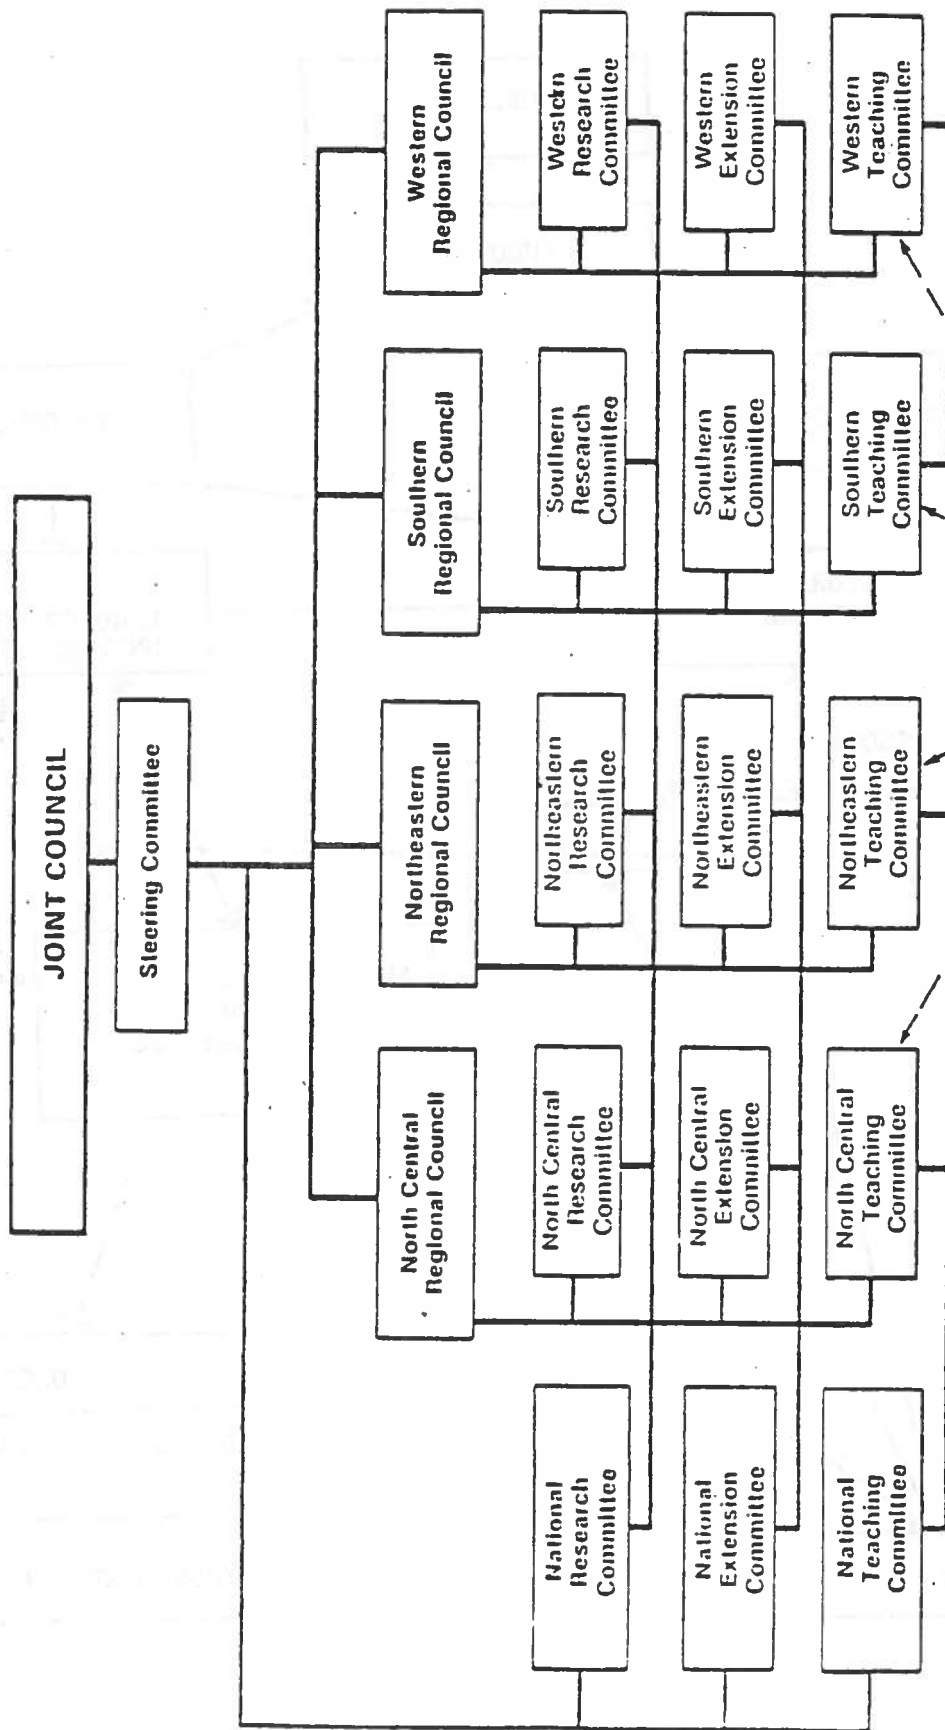 JOINT COUNCIL
Steering Committee
North Central
Regional Council
Northeastern
Regional Council
Southern
Regional Council
Western
Regional Council
National
Research
Committee
North Central
Research
Committee
Northeastern
Research
Committee
Southern
Research
Committee
Western
Research
Committee
National
Extension
Committee
North Central
Extension
Committee
Northeastern
Extension
Committee
Southern
Extension
Committee
Western
Extension
Committee
National
Teaching
Committee
North Central
Teaching
Committee
Northeastern
Teaching
Committee
Southern
Teaching
Committee
Western
Teaching
Committee